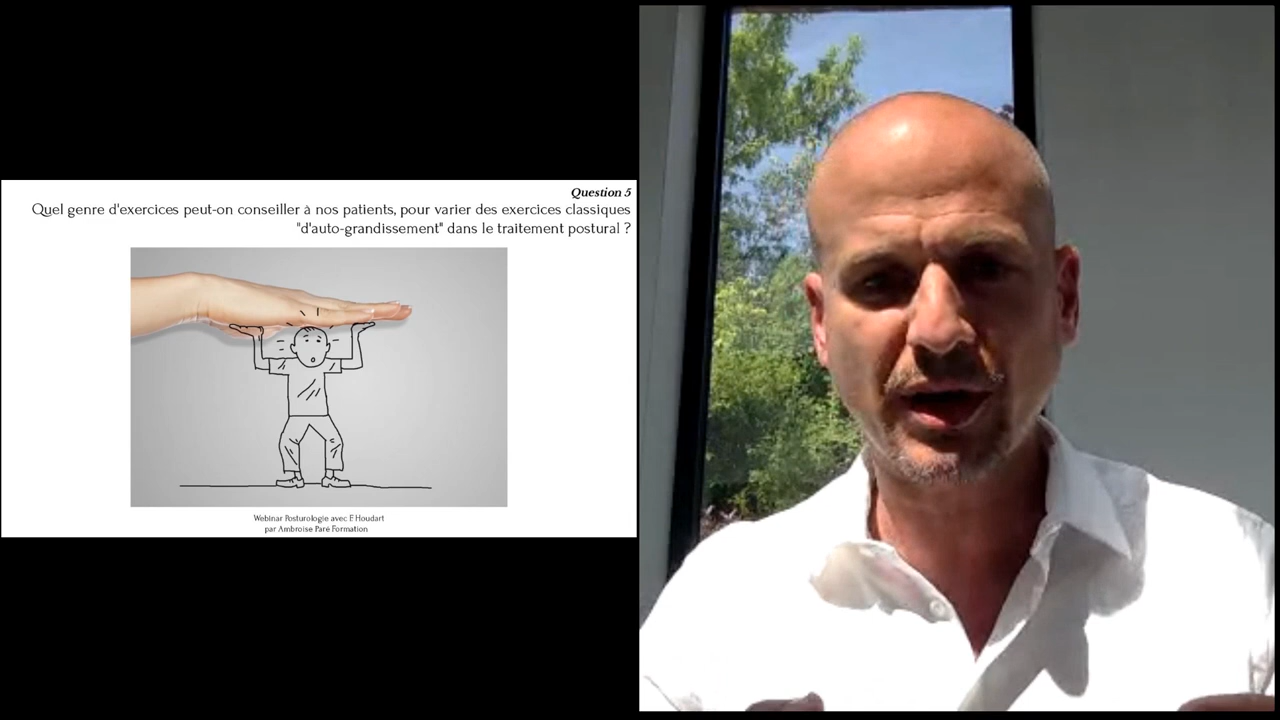 Question 5
Quel genre d'exercices peut-on conseiller à nos patients, pour varier des exercices classiques
"d'auto-grandissement" dans le traitement postural ?
Webinar Posturologie avec F Houdart
par Ambroise Paré Formation